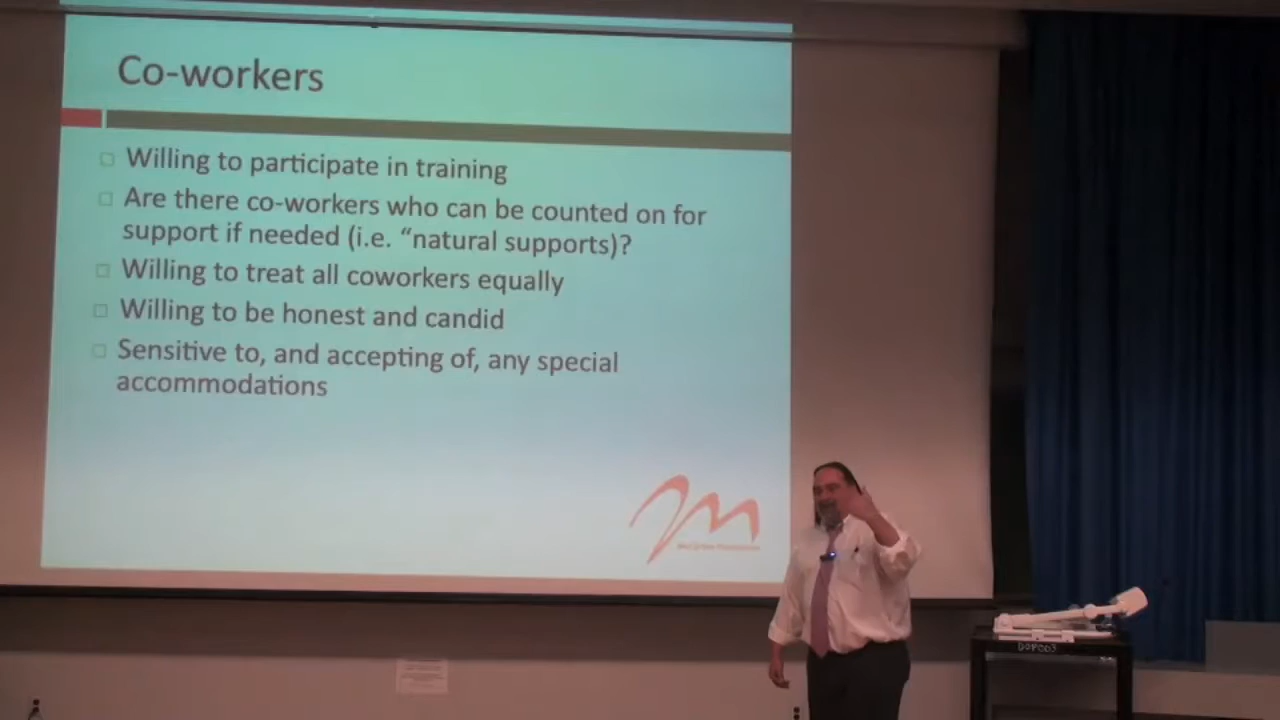 Co-workers
Willing to participate in training
Are there co-workers who can be counted on for
support if needed (i.e. “natural supports)?
Willing to treat all coworkers equally
Willing to be honest and candid
Sensitive to, and accepting of, any special
accommodations